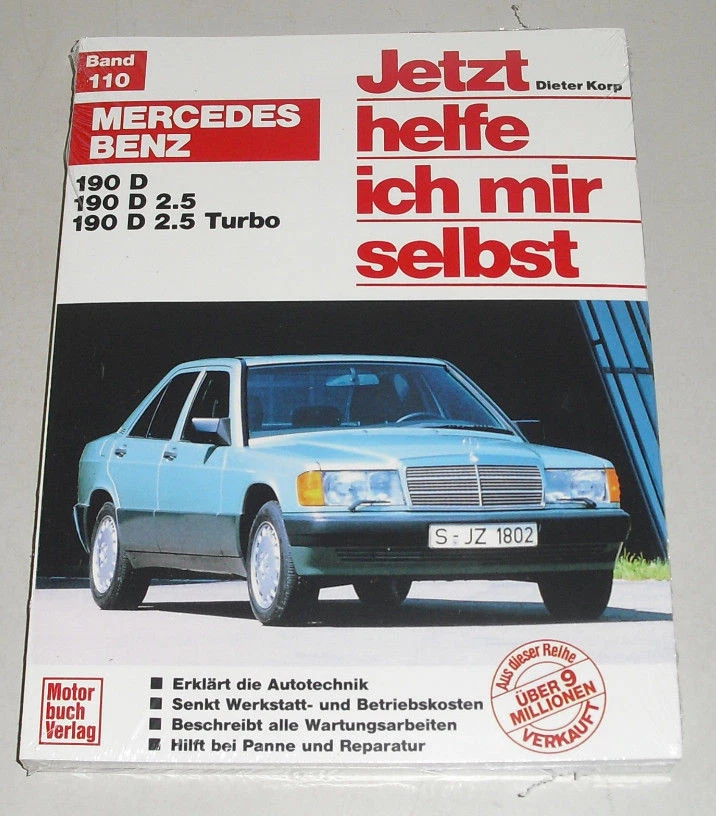 Band
110
MERCEDES
BENZ
190 D
190 D 2.5
190 D 2.5 Turbo
Jetzt
Dieter Korp
helfe
ich mir
selbst
S-JZ 1802
Motor
buch
Verlag
Erklärt die Autotechnik
Senkt Werkstatt- und Betriebskosten
Beschreibt alle Wartungsarbeiten
Hilft bei Panne und Reparatur
Aus dieser Reihe
ÜBER 9
MILLIONEN
VERKAUFT